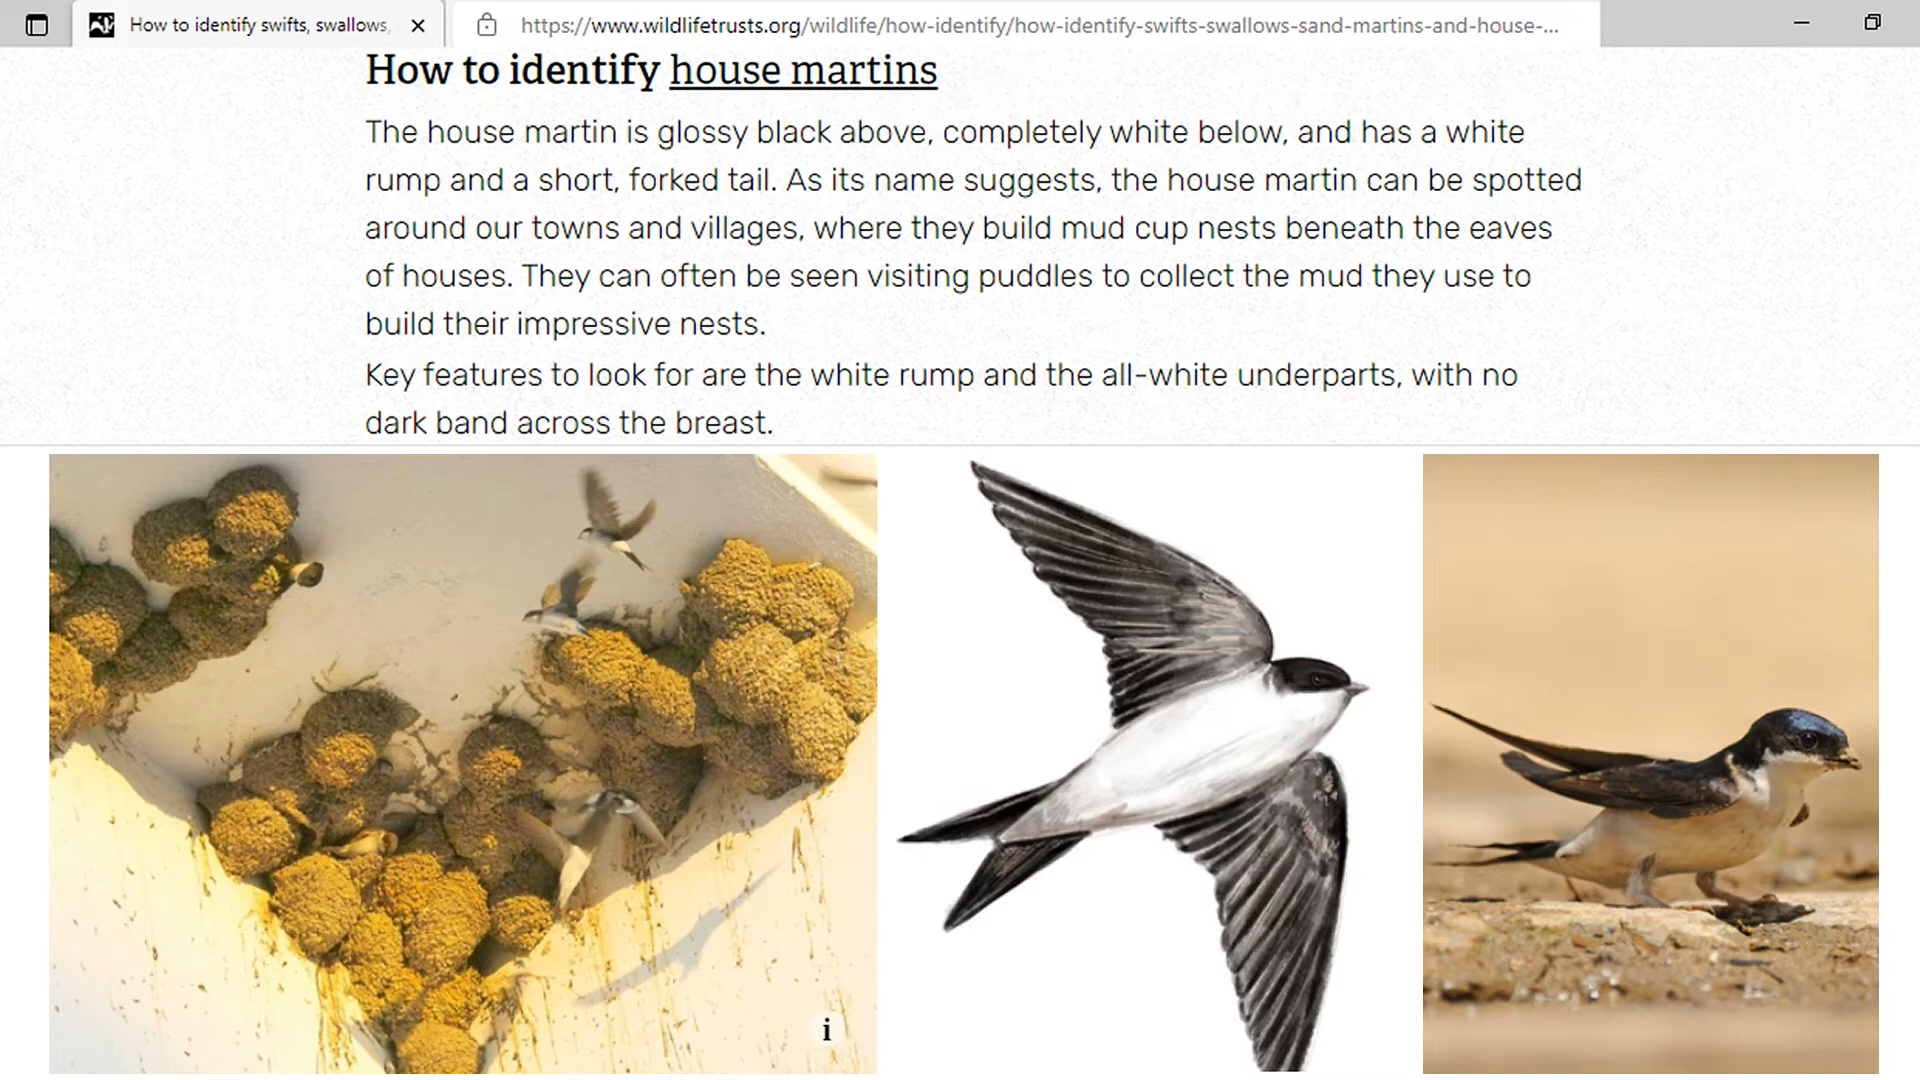 How to identify swifts, swallows,
https://www.wildlifetrusts.org/wildlife/how-identify/how-identify-swifts-swallows-sand-martins-and-house-...
How to identify house martins
The house martin is glossy black above, completely white below, and has a white
rump and a short, forked tail. As its name suggests, the house martin can be spotted
around our towns and villages, where they build mud cup nests beneath the eaves
of houses. They can often be seen visiting puddles to collect the mud they use to
build their impressive nests.
Key features to look for are the white rump and the all-white underparts, with no
dark band across the breast.
i